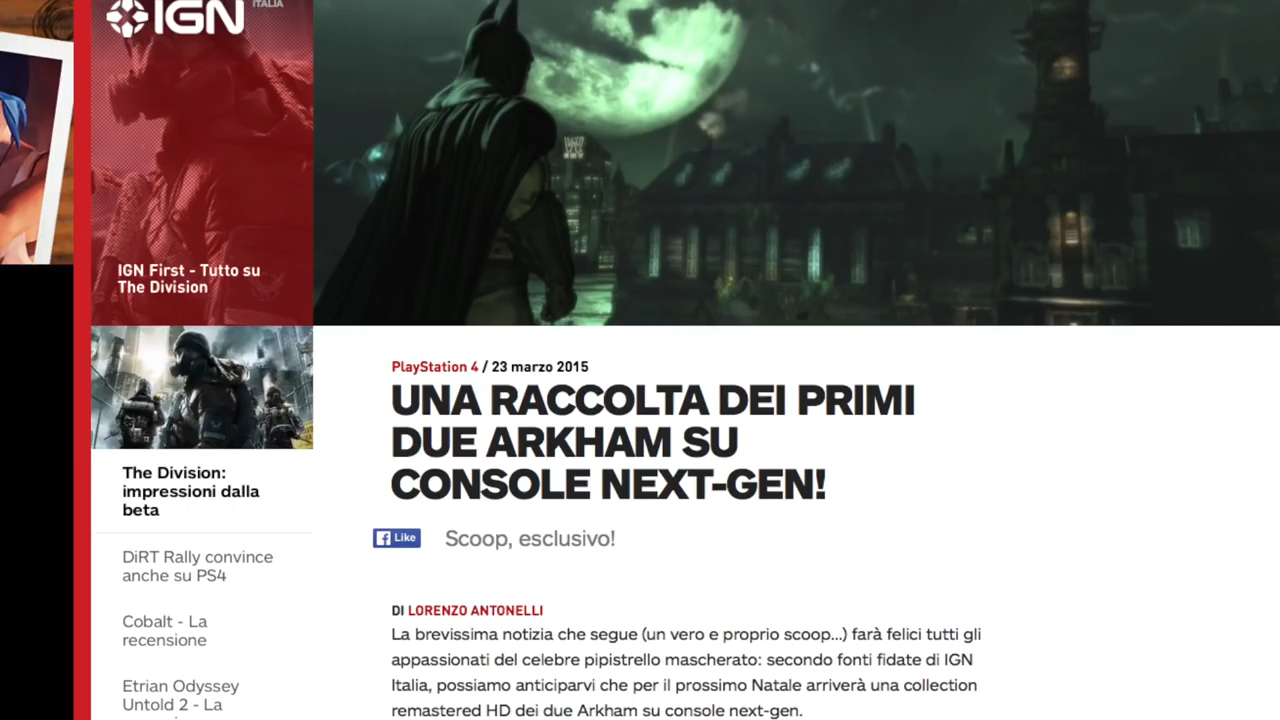 IGN
ITALIA
IGN First - Tutto su
The Division
The Division:
impressioni dalla
beta
DiRT Rally convince
anche su PS4
Cobalt - La
recensione
Etrian Odyssey
Untold 2 - La
PlayStation 4 / 23 marzo 2015
UNA RACCOLTA DEI PRIMI
DUE ARKHAM SU
CONSOLE NEXT-GEN!
Like
Scoop, esclusivo!
DI LORENZO ANTONELLI
La brevissima notizia che segue (un vero e proprio scoop...) farà felici tutti gli
appassionati del celebre pipistrello mascherato: secondo fonti fidate di IGN
Italia, possiamo anticiparvi che per il prossimo Natale arriverà una collection
remastered HD dei due Arkham su console next-gen.